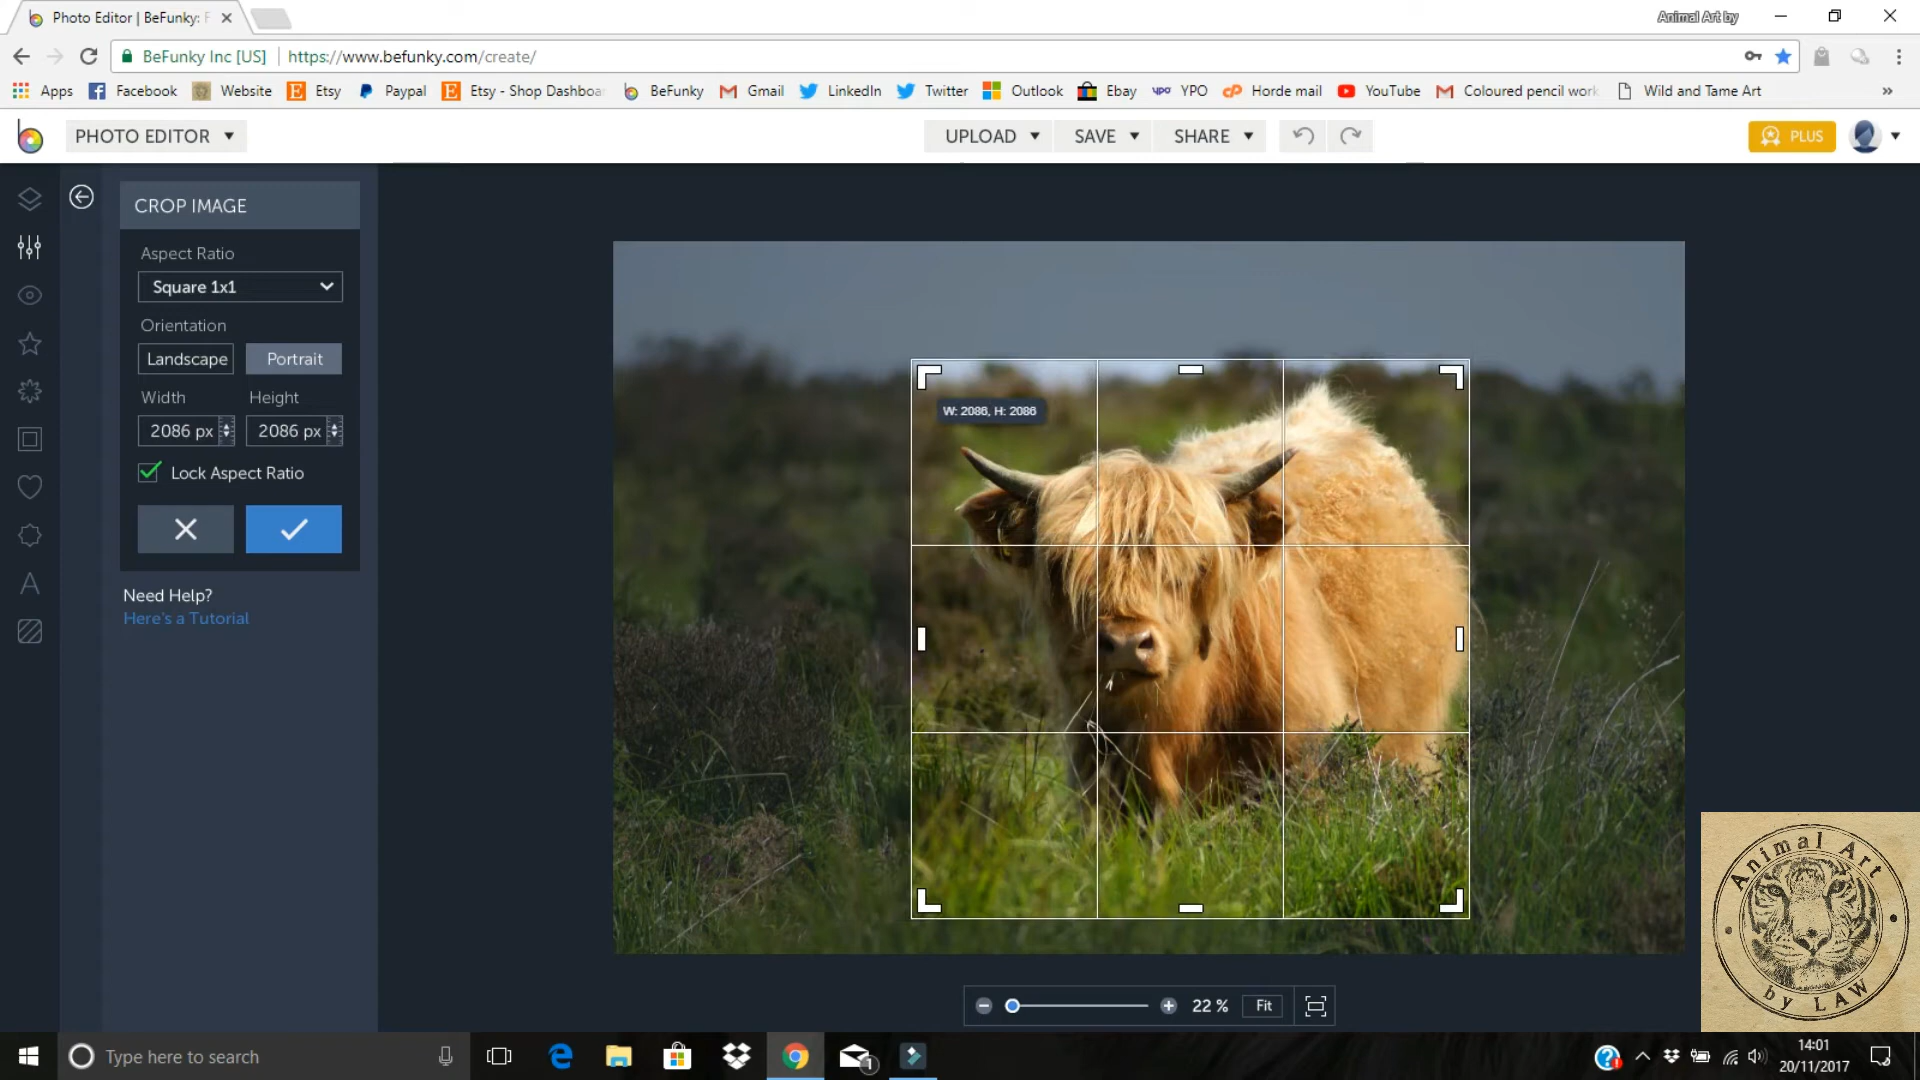 Photo Editor | BeFunky: F
Animal Art by
BeFunky Inc [US] https://www.befunky.com/create/
Apps Facebook Website Etsy Paypal Etsy - Shop Dashboa BeFunky Gmail LinkedIn Twitter Outlook Ebay YPO Horde mail YouTube Coloured pencil work Wild and Tame Art »
PHOTO EDITOR UPLOAD SAVE SHARE PLUS
CROP IMAGE
Aspect Ratio
Square 1x1
Orientation
Landscape Portrait
Width Height
2086 px 2086 px
Lock Aspect Ratio
Need Help?
Here's a Tutorial
W: 2086, H: 2086
22 % Fit
Animal Art
by LAW
Type here to search
1
14:01
20/11/2017